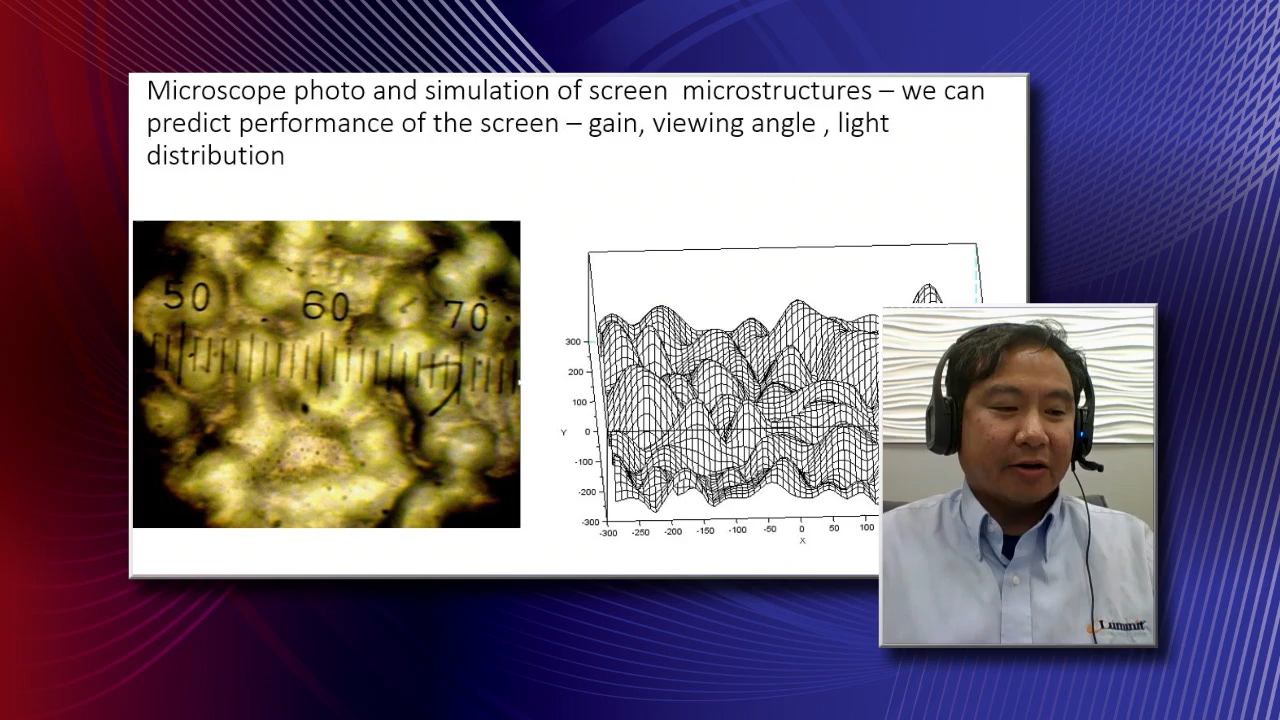 Microscope photo and simulation of screen microstructures – we can
predict performance of the screen – gain, viewing angle , light
distribution
50 60 70
300
200
100
0
Y
-100
-200
-300
-300 -250 -200 -150 -100 -50 0 50 100
X
Lummit